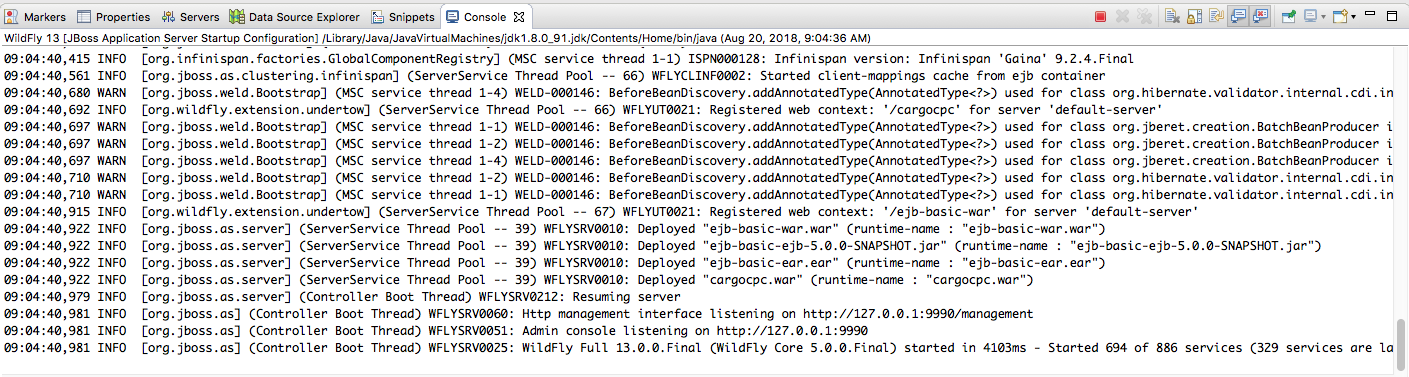 Markers Properties Servers Data Source Explorer Snippets Console
WildFly 13 [JBoss Application Server Startup Configuration] /Library/Java/JavaVirtualMachines/jdk1.8.0_91.jdk/Contents/Home/bin/java (Aug 20, 2018, 9:04:36 AM)
09:04:40,415 INFO  [org.infinispan.factories.GlobalComponentRegistry] (MSC service thread 1-1) ISPN000128: Infinispan version: Infinispan 'Gaina' 9.2.4.Final
09:04:40,561 INFO  [org.jboss.as.clustering.infinispan] (ServerService Thread Pool -- 66) WFLYCLINF0002: Started client-mappings cache from ejb container
09:04:40,680 WARN  [org.jboss.weld.Bootstrap] (MSC service thread 1-4) WELD-000146: BeforeBeanDiscovery.addAnnotatedType(AnnotatedType<?>) used for class org.hibernate.validator.internal.cdi.in
09:04:40,692 INFO  [org.wildfly.extension.undertow] (ServerService Thread Pool -- 66) WFLYUT0021: Registered web context: '/cargocpc' for server 'default-server'
09:04:40,697 WARN  [org.jboss.weld.Bootstrap] (MSC service thread 1-1) WELD-000146: BeforeBeanDiscovery.addAnnotatedType(AnnotatedType<?>) used for class org.jberet.creation.BatchBeanProducer i
09:04:40,697 WARN  [org.jboss.weld.Bootstrap] (MSC service thread 1-2) WELD-000146: BeforeBeanDiscovery.addAnnotatedType(AnnotatedType<?>) used for class org.jberet.creation.BatchBeanProducer i
09:04:40,697 WARN  [org.jboss.weld.Bootstrap] (MSC service thread 1-4) WELD-000146: BeforeBeanDiscovery.addAnnotatedType(AnnotatedType<?>) used for class org.jberet.creation.BatchBeanProducer i
09:04:40,710 WARN  [org.jboss.weld.Bootstrap] (MSC service thread 1-2) WELD-000146: BeforeBeanDiscovery.addAnnotatedType(AnnotatedType<?>) used for class org.hibernate.validator.internal.cdi.in
09:04:40,710 WARN  [org.jboss.weld.Bootstrap] (MSC service thread 1-1) WELD-000146: BeforeBeanDiscovery.addAnnotatedType(AnnotatedType<?>) used for class org.hibernate.validator.internal.cdi.in
09:04:40,915 INFO  [org.wildfly.extension.undertow] (ServerService Thread Pool -- 67) WFLYUT0021: Registered web context: '/ejb-basic-war' for server 'default-server'
09:04:40,922 INFO  [org.jboss.as.server] (ServerService Thread Pool -- 39) WFLYSRV0010: Deployed "ejb-basic-war.war" (runtime-name : "ejb-basic-war.war")
09:04:40,922 INFO  [org.jboss.as.server] (ServerService Thread Pool -- 39) WFLYSRV0010: Deployed "ejb-basic-ejb-5.0.0-SNAPSHOT.jar" (runtime-name : "ejb-basic-ejb-5.0.0-SNAPSHOT.jar")
09:04:40,922 INFO  [org.jboss.as.server] (ServerService Thread Pool -- 39) WFLYSRV0010: Deployed "ejb-basic-ear.ear" (runtime-name : "ejb-basic-ear.ear")
09:04:40,922 INFO  [org.jboss.as.server] (ServerService Thread Pool -- 39) WFLYSRV0010: Deployed "cargocpc.war" (runtime-name : "cargocpc.war")
09:04:40,979 INFO  [org.jboss.as.server] (Controller Boot Thread) WFLYSRV0212: Resuming server
09:04:40,980 INFO  [org.jboss.as] (Controller Boot Thread) WFLYSRV0060: Http management interface listening on http://127.0.0.1:9990/management
09:04:40,981 INFO  [org.jboss.as] (Controller Boot Thread) WFLYSRV0051: Admin console listening on http://127.0.0.1:9990
09:04:40,981 INFO  [org.jboss.as] (Controller Boot Thread) WFLYSRV0025: WildFly Full 13.0.0.Final (WildFly Core 5.0.0.Final) started in 4103ms - Started 694 of 886 services (329 services are la